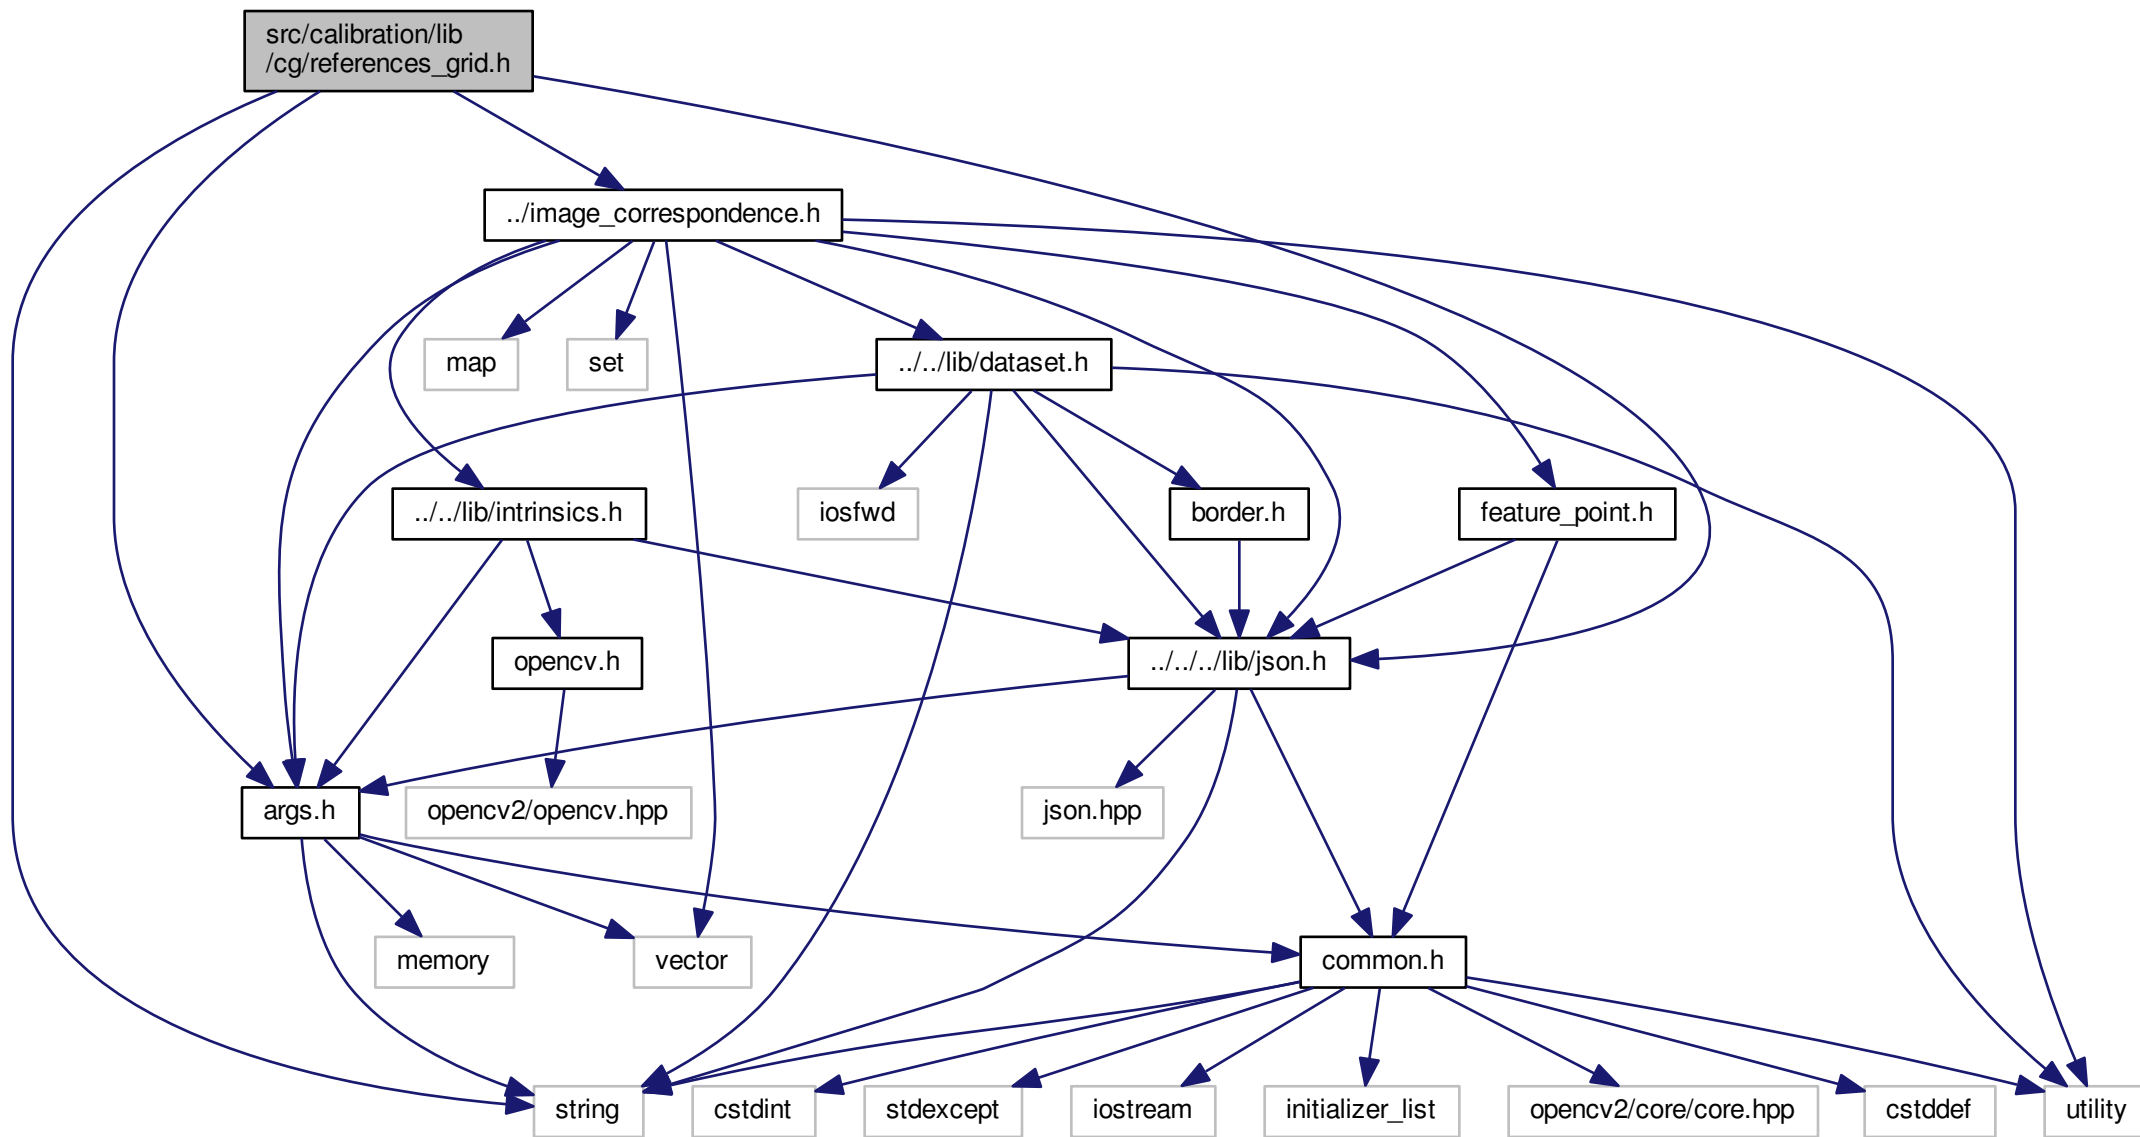 src/calibration/lib
/cg/references_grid.h
../image_correspondence.h
map
set
../../lib/dataset.h
../../lib/intrinsics.h
iosfwd
border.h
feature_point.h
opencv.h
../../../lib/json.h
args.h
opencv2/opencv.hpp
json.hpp
memory
vector
common.h
string
cstdint
stdexcept
iostream
initializer_list
opencv2/core/core.hpp
cstddef
utility